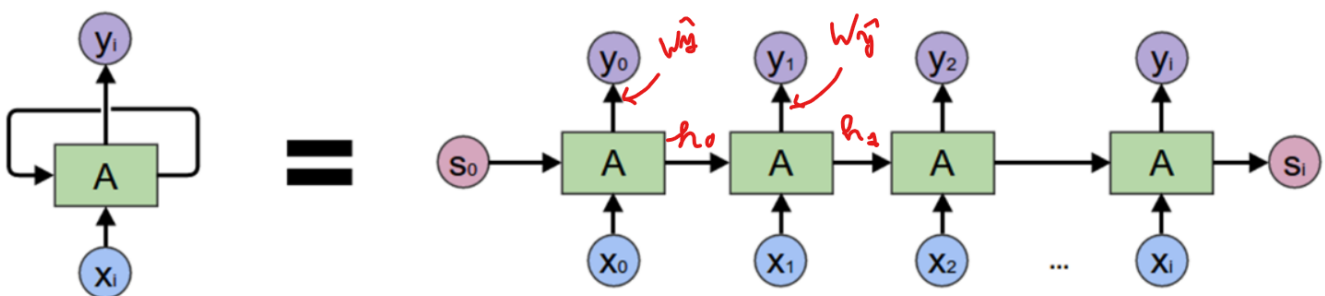 yi y0 Wŷ y1 Wŷ y2 yi
A = s0 A h0 A h1 A A si
xi x0 x1 x2 ... xi